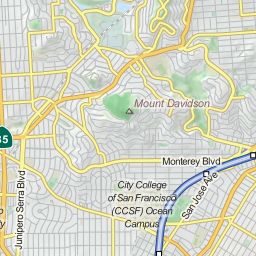 Mount Davidson
35
Monterey Blvd
City College
of San Francisco
(CCSF) Ocean
Campus
San Jose Ave
Junipero Serra Blvd